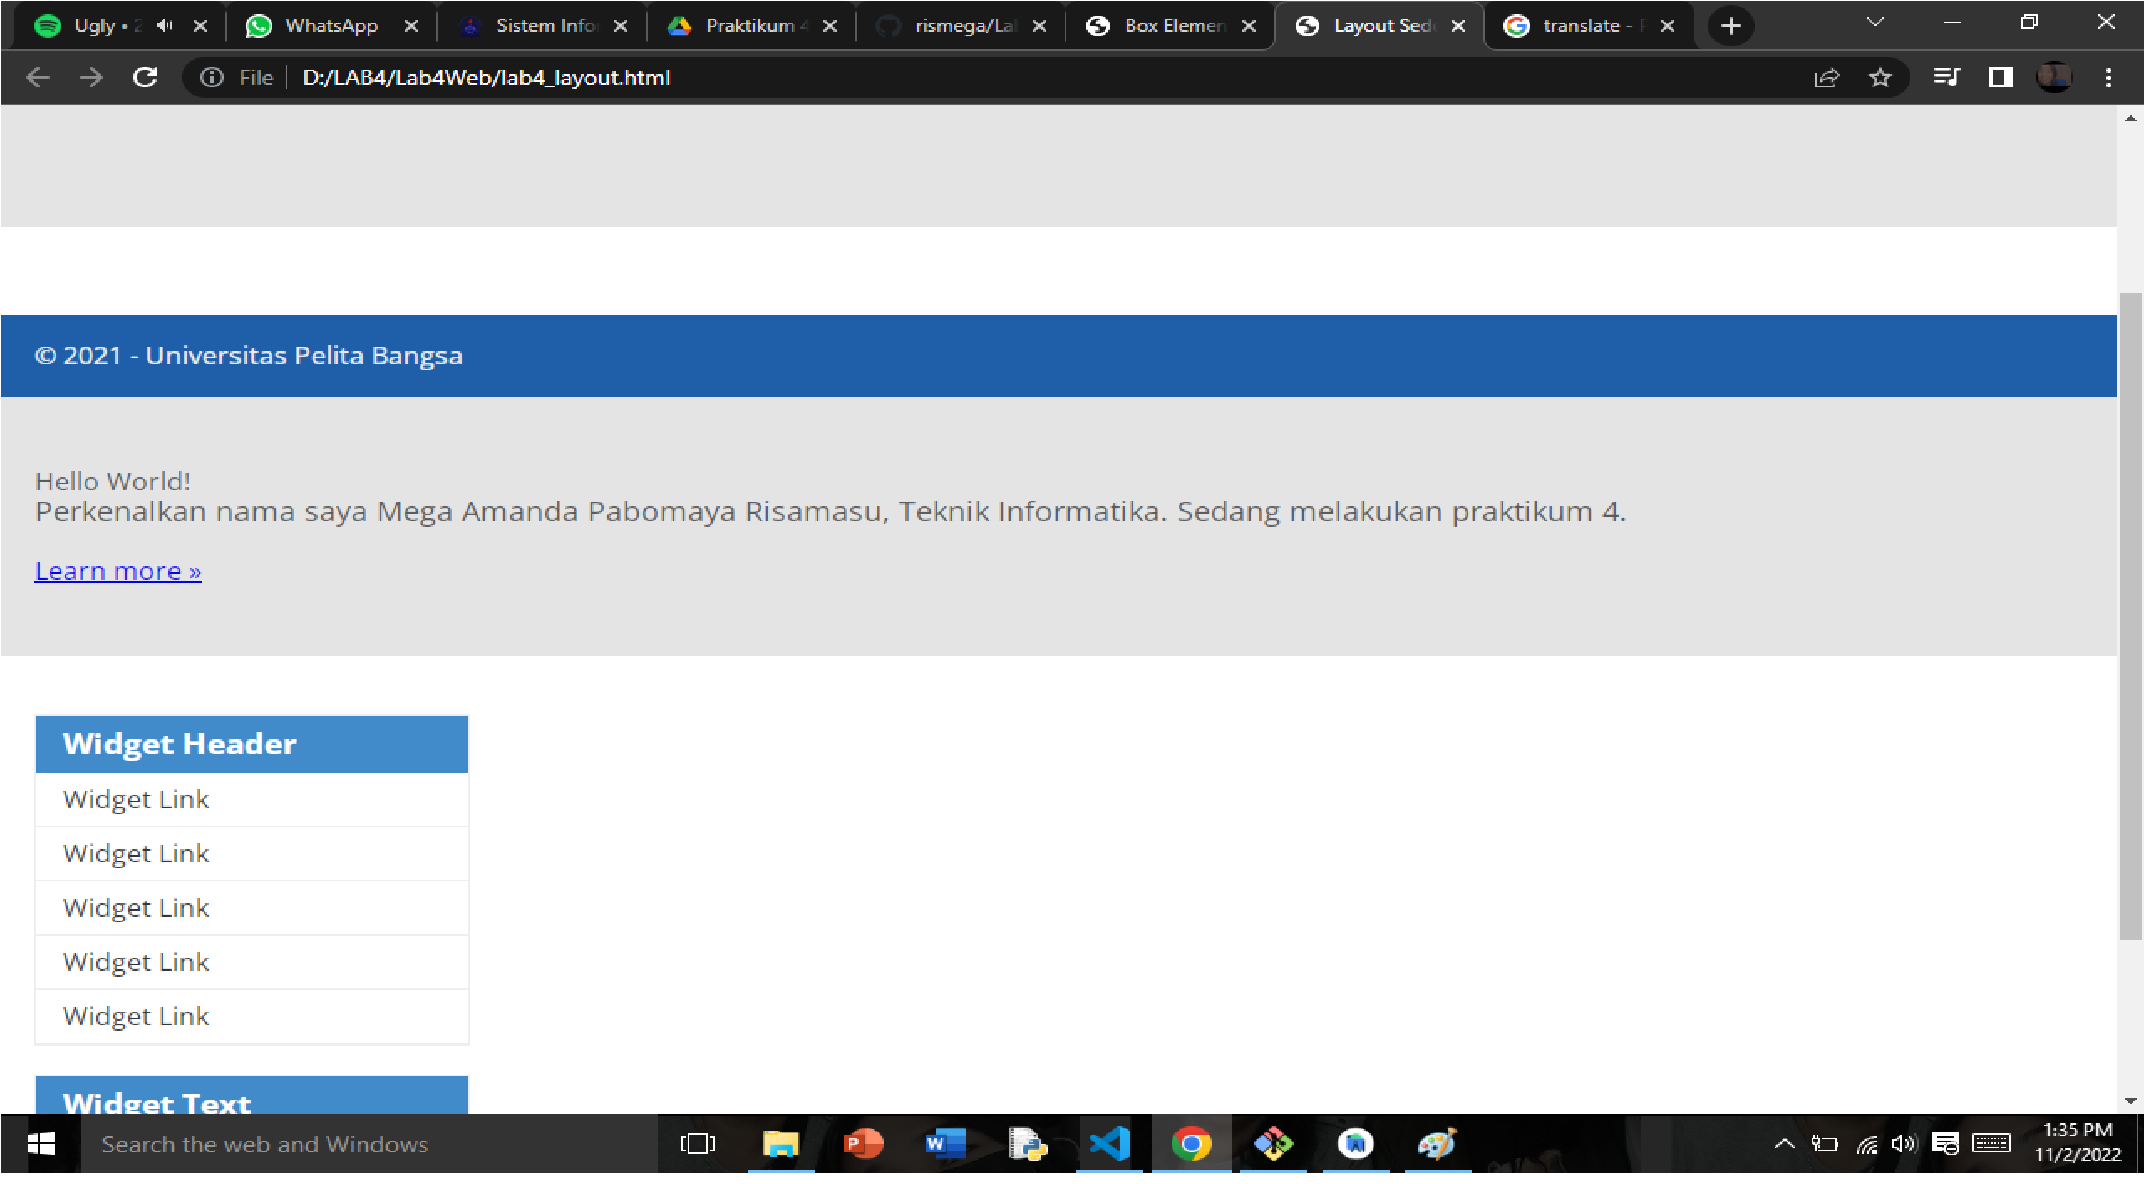 Ugly • 2
WhatsApp
Sistem Info
Praktikum 4
rismega/La
Box Elemen
Layout Sed
translate -
File
D:/LAB4/Lab4Web/lab4_layout.html
© 2021 - Universitas Pelita Bangsa
Hello World!
Perkenalkan nama saya Mega Amanda Pabomaya Risamasu, Teknik Informatika. Sedang melakukan praktikum 4.
Learn more »
Widget Header
Widget Link
Widget Link
Widget Link
Widget Link
Widget Link
Widget Text
Search the web and Windows
1:35 PM
11/2/2022